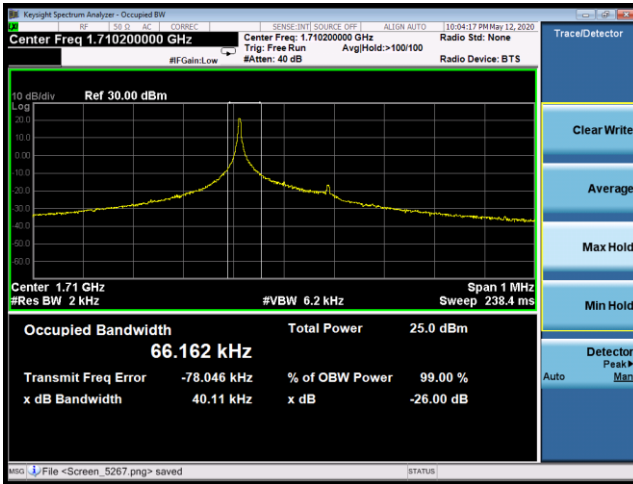 Keysight Spectrum Analyzer - Occupied BW
RF 50 Ω AC CORREC SENSE:INT SOURCE OFF ALIGN AUTO 10:04:17 PM May 12, 2020
Center Freq 1.710200000 GHz
Center Freq: 1.710200000 GHz
Radio Std: None
Trig: Free Run Avg|Hold:>100/100
#IFGain:Low #Atten: 40 dB Radio Device: BTS
Trace/Detector
10 dB/div Ref 30.00 dBm
Log
20.0
10.0
0.00
-10.0
-20.0
-30.0
-40.0
-50.0
-60.0
Center 1.71 GHz Span 1 MHz
#Res BW 2 kHz #VBW 6.2 kHz Sweep 238.4 ms
Occupied Bandwidth Total Power 25.0 dBm
66.162 kHz
Transmit Freq Error -78.046 kHz % of OBW Power 99.00 %
x dB Bandwidth 40.11 kHz x dB -26.00 dB
Clear Write
Average
Max Hold
Min Hold
Detector
Peak▶
Auto Man
MSG File <Screen_5267.png> saved STATUS